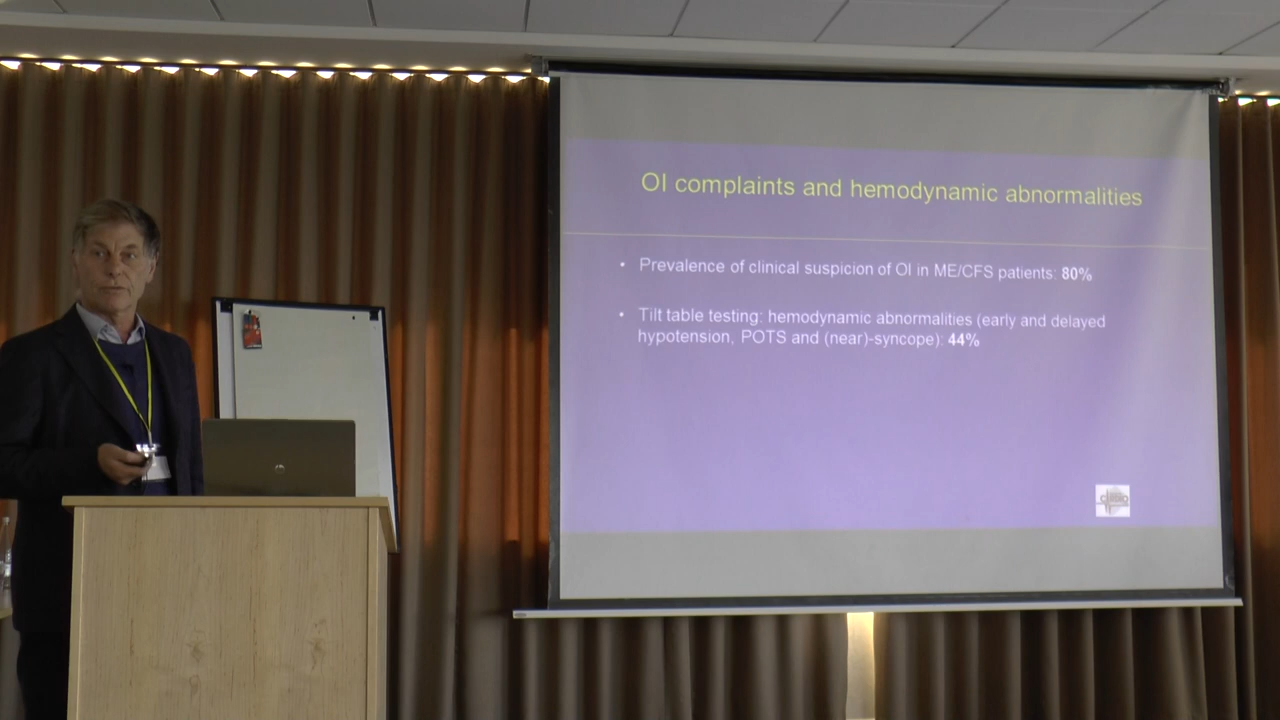 OI complaints and hemodynamic abnormalities
• Prevalence of clinical suspicion of OI in ME/CFS patients: 80%
• Tilt table testing: hemodynamic abnormalities (early and delayed
hypotension, POTS and (near)-syncope): 44%
CARDIO